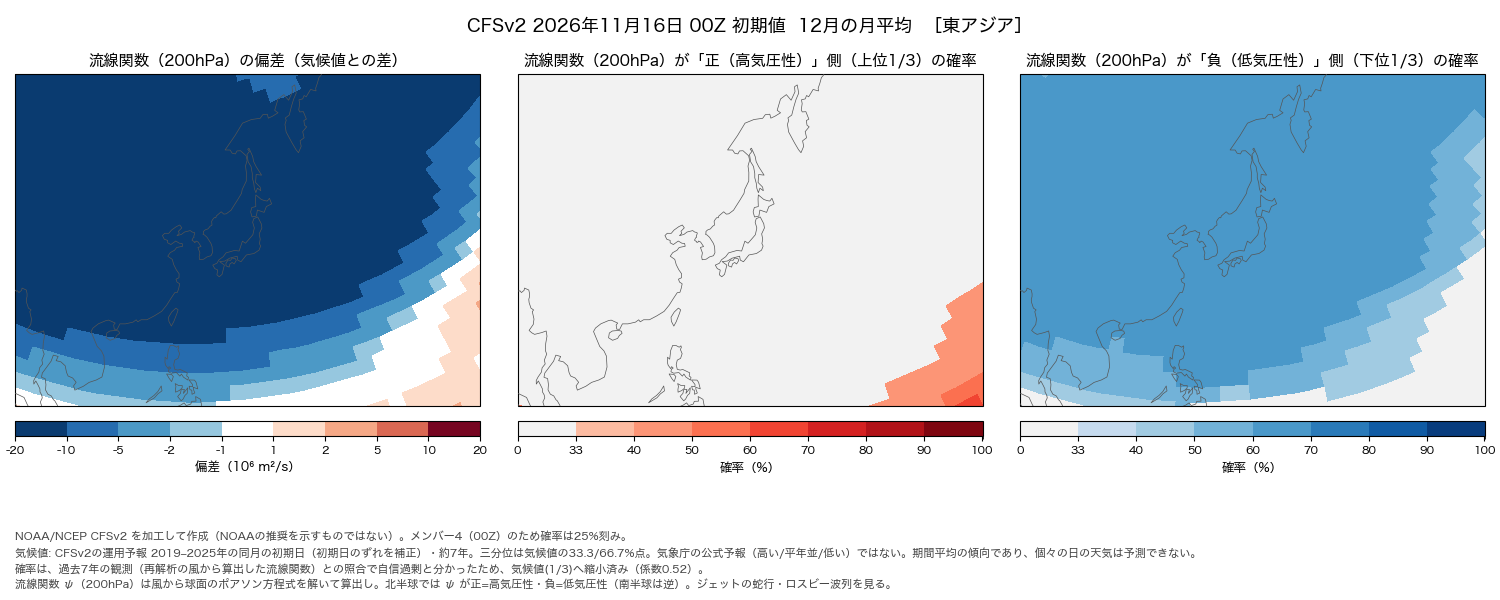 CFSv2 2026年11月16日 00Z 初期値 12月の月平均 ［東アジア］
流線関数（200hPa）の偏差（気候値との差）
流線関数（200hPa）が「正（高気圧性）」側（上位1/3）の確率
流線関数（200hPa）が「負（低気圧性）」側（下位1/3）の確率
-20 -10 -5 -2 -1 1 2 5 10 20
偏差（10⁶ m²/s）
0 33 40 50 60 70 80 90 100
確率（%）
0 33 40 50 60 70 80 90 100
確率（%）
NOAA/NCEP CFSv2 を加工して作成（NOAAの推奨を示すものではない）。メンバー4（00Z）のため確率は25%刻み。
気候値: CFSv2の運用予報 2019–2025年の同月の初期日（初期日のずれを補正）・約7年。三分位は気候値の33.3/66.7%点。気象庁の公式予報（高い/平年並/低い）ではない。期間平均の傾向であり、個々の日の天気は予測できない。
確率は、過去7年の観測（再解析の風から算出した流線関数）との照合で自信過剰と分かったため、気候値(1/3)へ縮小済み（係数0.52）。
流線関数 ψ（200hPa）は風から球面のポアソン方程式を解いて算出し。北半球では ψ が正=高気圧性・負=低気圧性（南半球は逆）。ジェットの蛇行・ロスビー波列を見る。